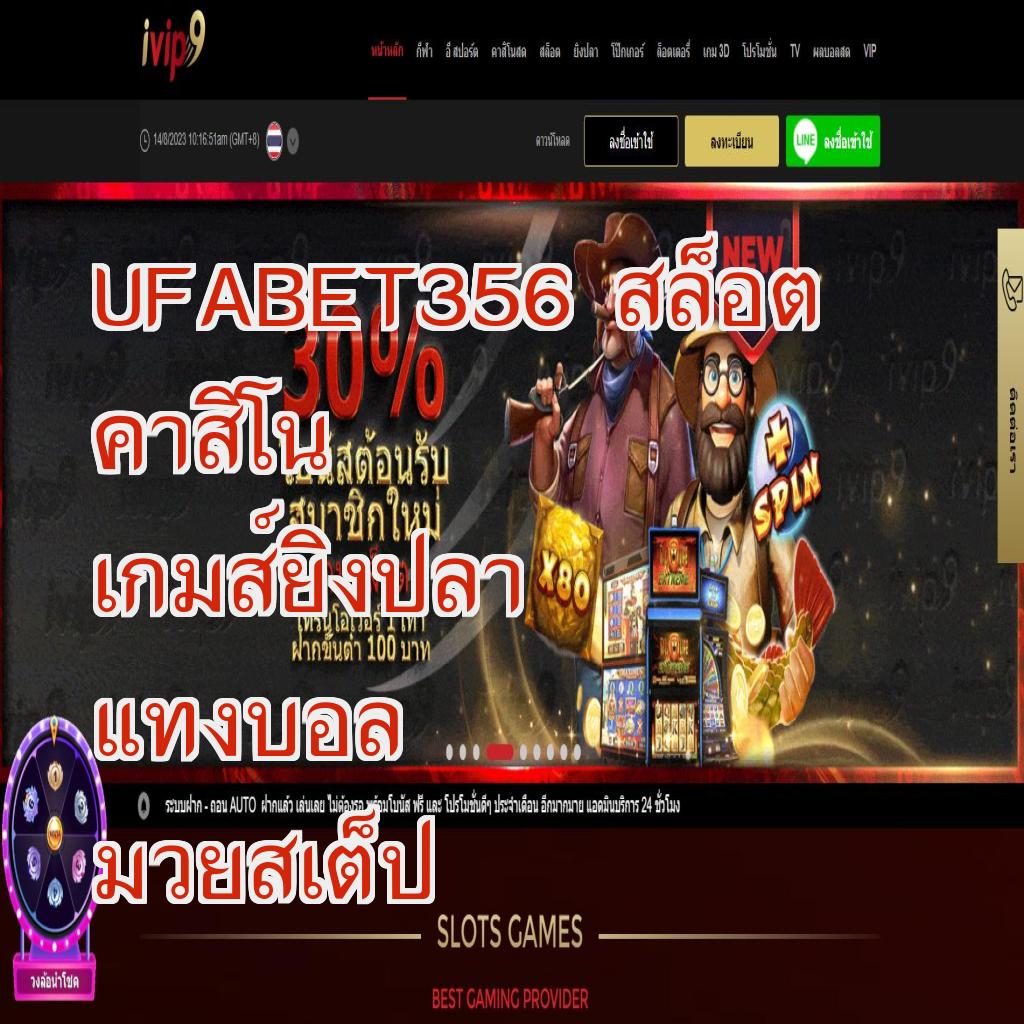 ivip9
หน้าหลัก กีฬา อีสปอร์ต คาสิโนสด สล็อต ยิงปลา โป๊กเกอร์ ล็อตเตอรี่ เกม 3D โปรโมชั่น TV ผลบอลสด VIP
14/8/2023 10:16:51am (GMT+8)
ดาวน์โหลด ลงชื่อเข้าใช้ ลงทะเบียน LINE ลงชื่อเข้าใช้
NEW
UFABET356 สล็อต
30%
คาสิโน
โบนัสต้อนรับ
สมาชิกใหม่
ติดต่อเรา
+ SPIN
เกมส์ยิงปลา
X80
EXTREME
ฝากขั้นต่ำ 100 บาท
แทงบอล
ระบบฝาก - ถอน AUTO ฝากแล้ว เล่นเลย ไม่ต้องรอ พร้อมโบนัส ฟรี และ โปรโมชั่นดีๆ ประจำเดือน อีกมากมาย แอดมินบริการ 24 ชั่วโมง
มวยสเต็ป
SLOTS GAMES
วงล้อนำโชค
BEST GAMING PROVIDER